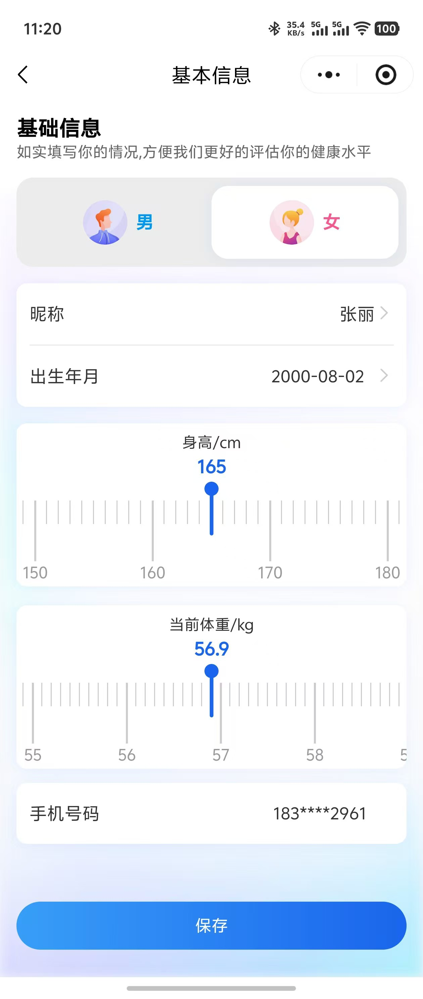 11:20
35.4 KB/s 5G 5G 100
基本信息
基础信息
如实填写你的情况,方便我们更好的评估你的健康水平
男 女
昵称 张丽
出生年月 2000-08-02
身高/cm
165
150 160 170 180
当前体重/kg
56.9
55 56 57 58 5
手机号码 183****2961
保存